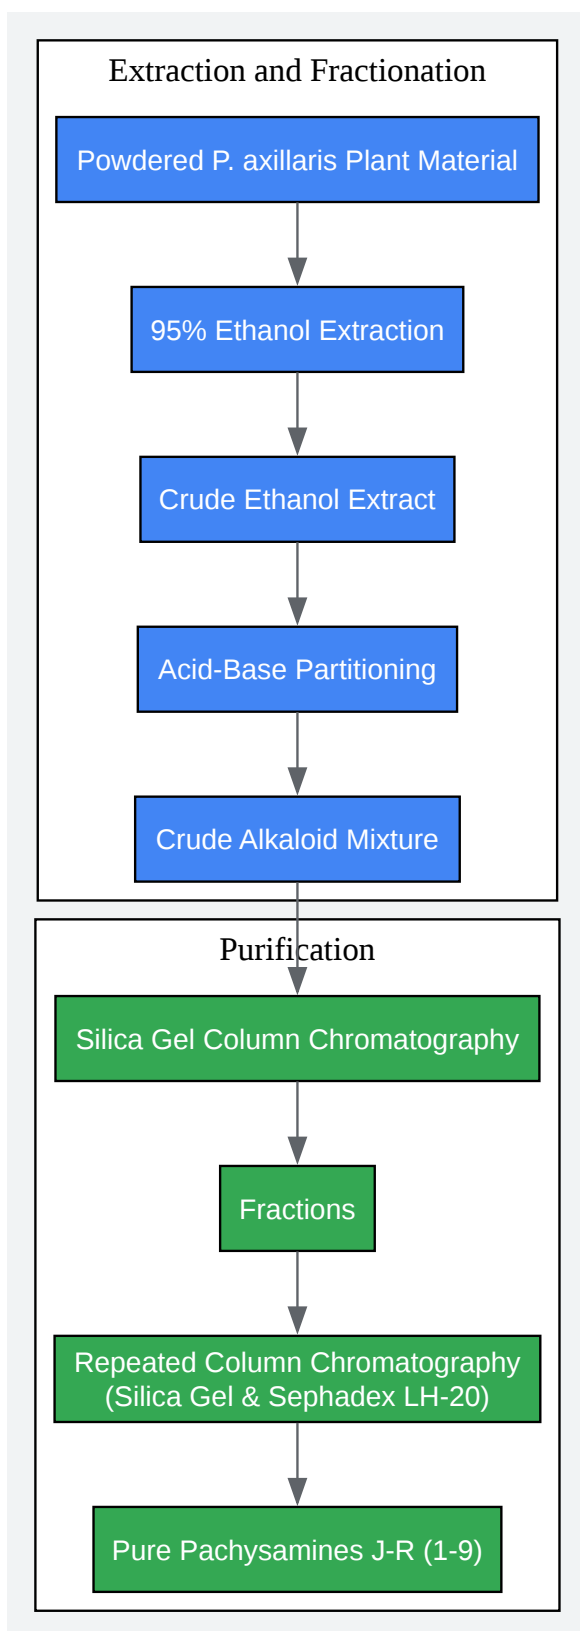 Extraction and Fractionation
Powdered P. axillaris Plant Material
95% Ethanol Extraction
Crude Ethanol Extract
Acid-Base Partitioning
Crude Alkaloid Mixture
Purification
Silica Gel Column Chromatography
Fractions
Repeated Column Chromatography
(Silica Gel & Sephadex LH-20)
Pure Pachysamines J-R (1-9)